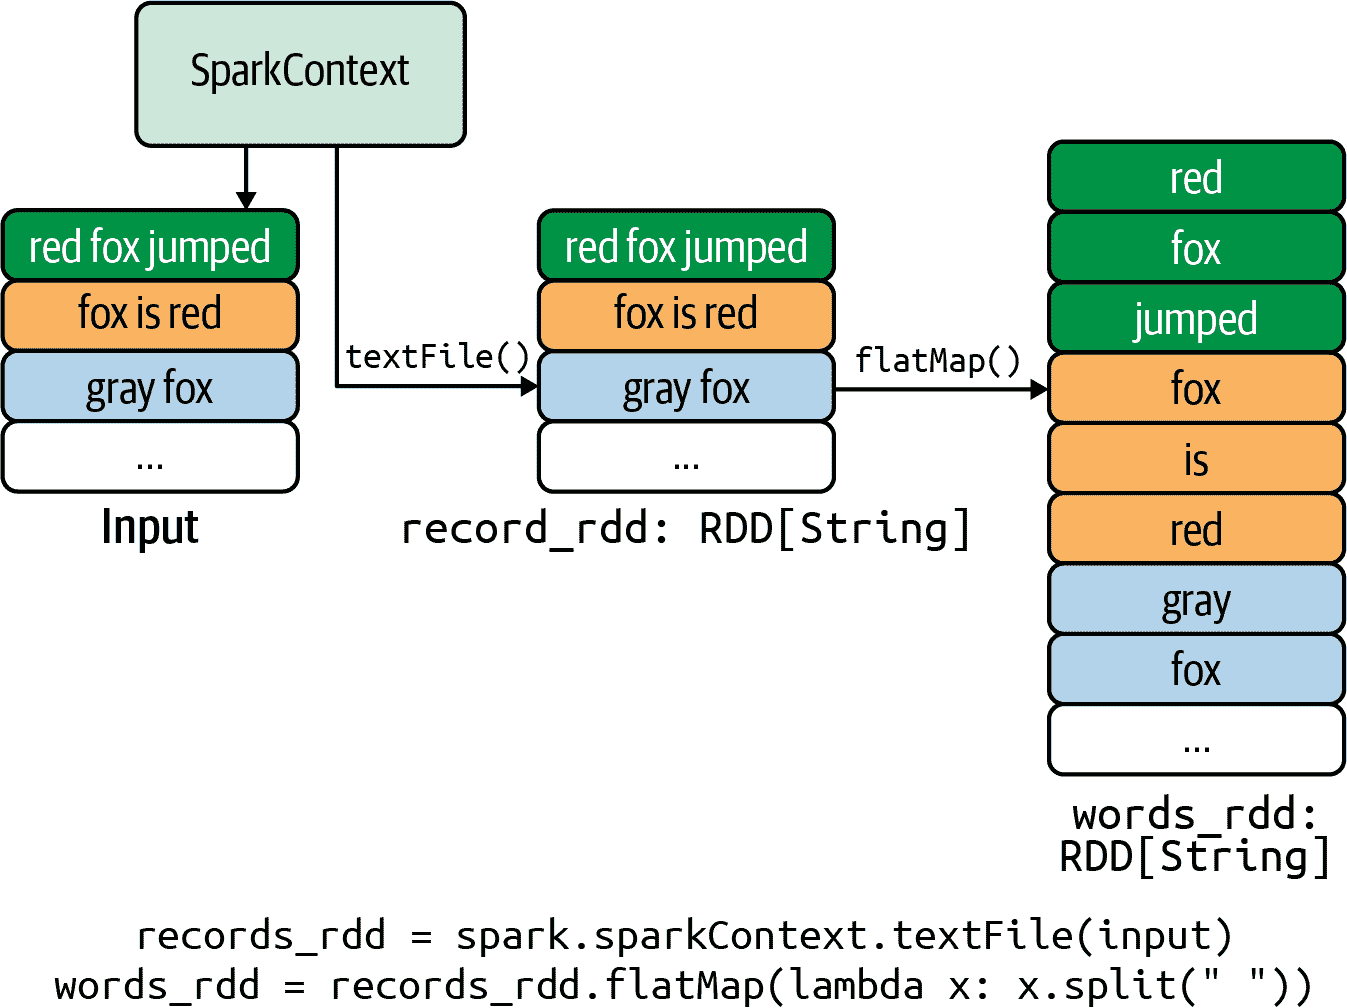 SparkContext
red fox jumped
fox is red
gray fox
...
Input
textFile()
red fox jumped
fox is red
gray fox
...
record_rdd: RDD[String]
flatMap()
red
fox
jumped
fox
is
red
gray
fox
...
words_rdd:
RDD[String]
records_rdd = spark.sparkContext.textFile(input)
words_rdd = records_rdd.flatMap(lambda x: x.split(" "))